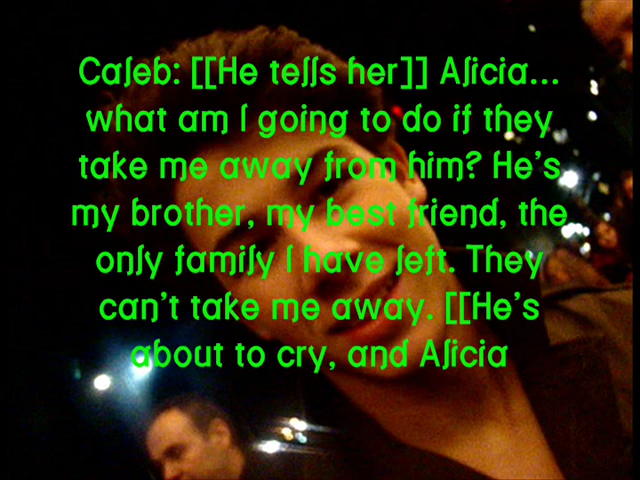 Caleb: [[He tells her]] Alicia...
what am I going to do if they
take me away from him? He's
my brother, my best friend, the
only family I have left. They
can't take me away. [[He's
about to cry, and Alicia